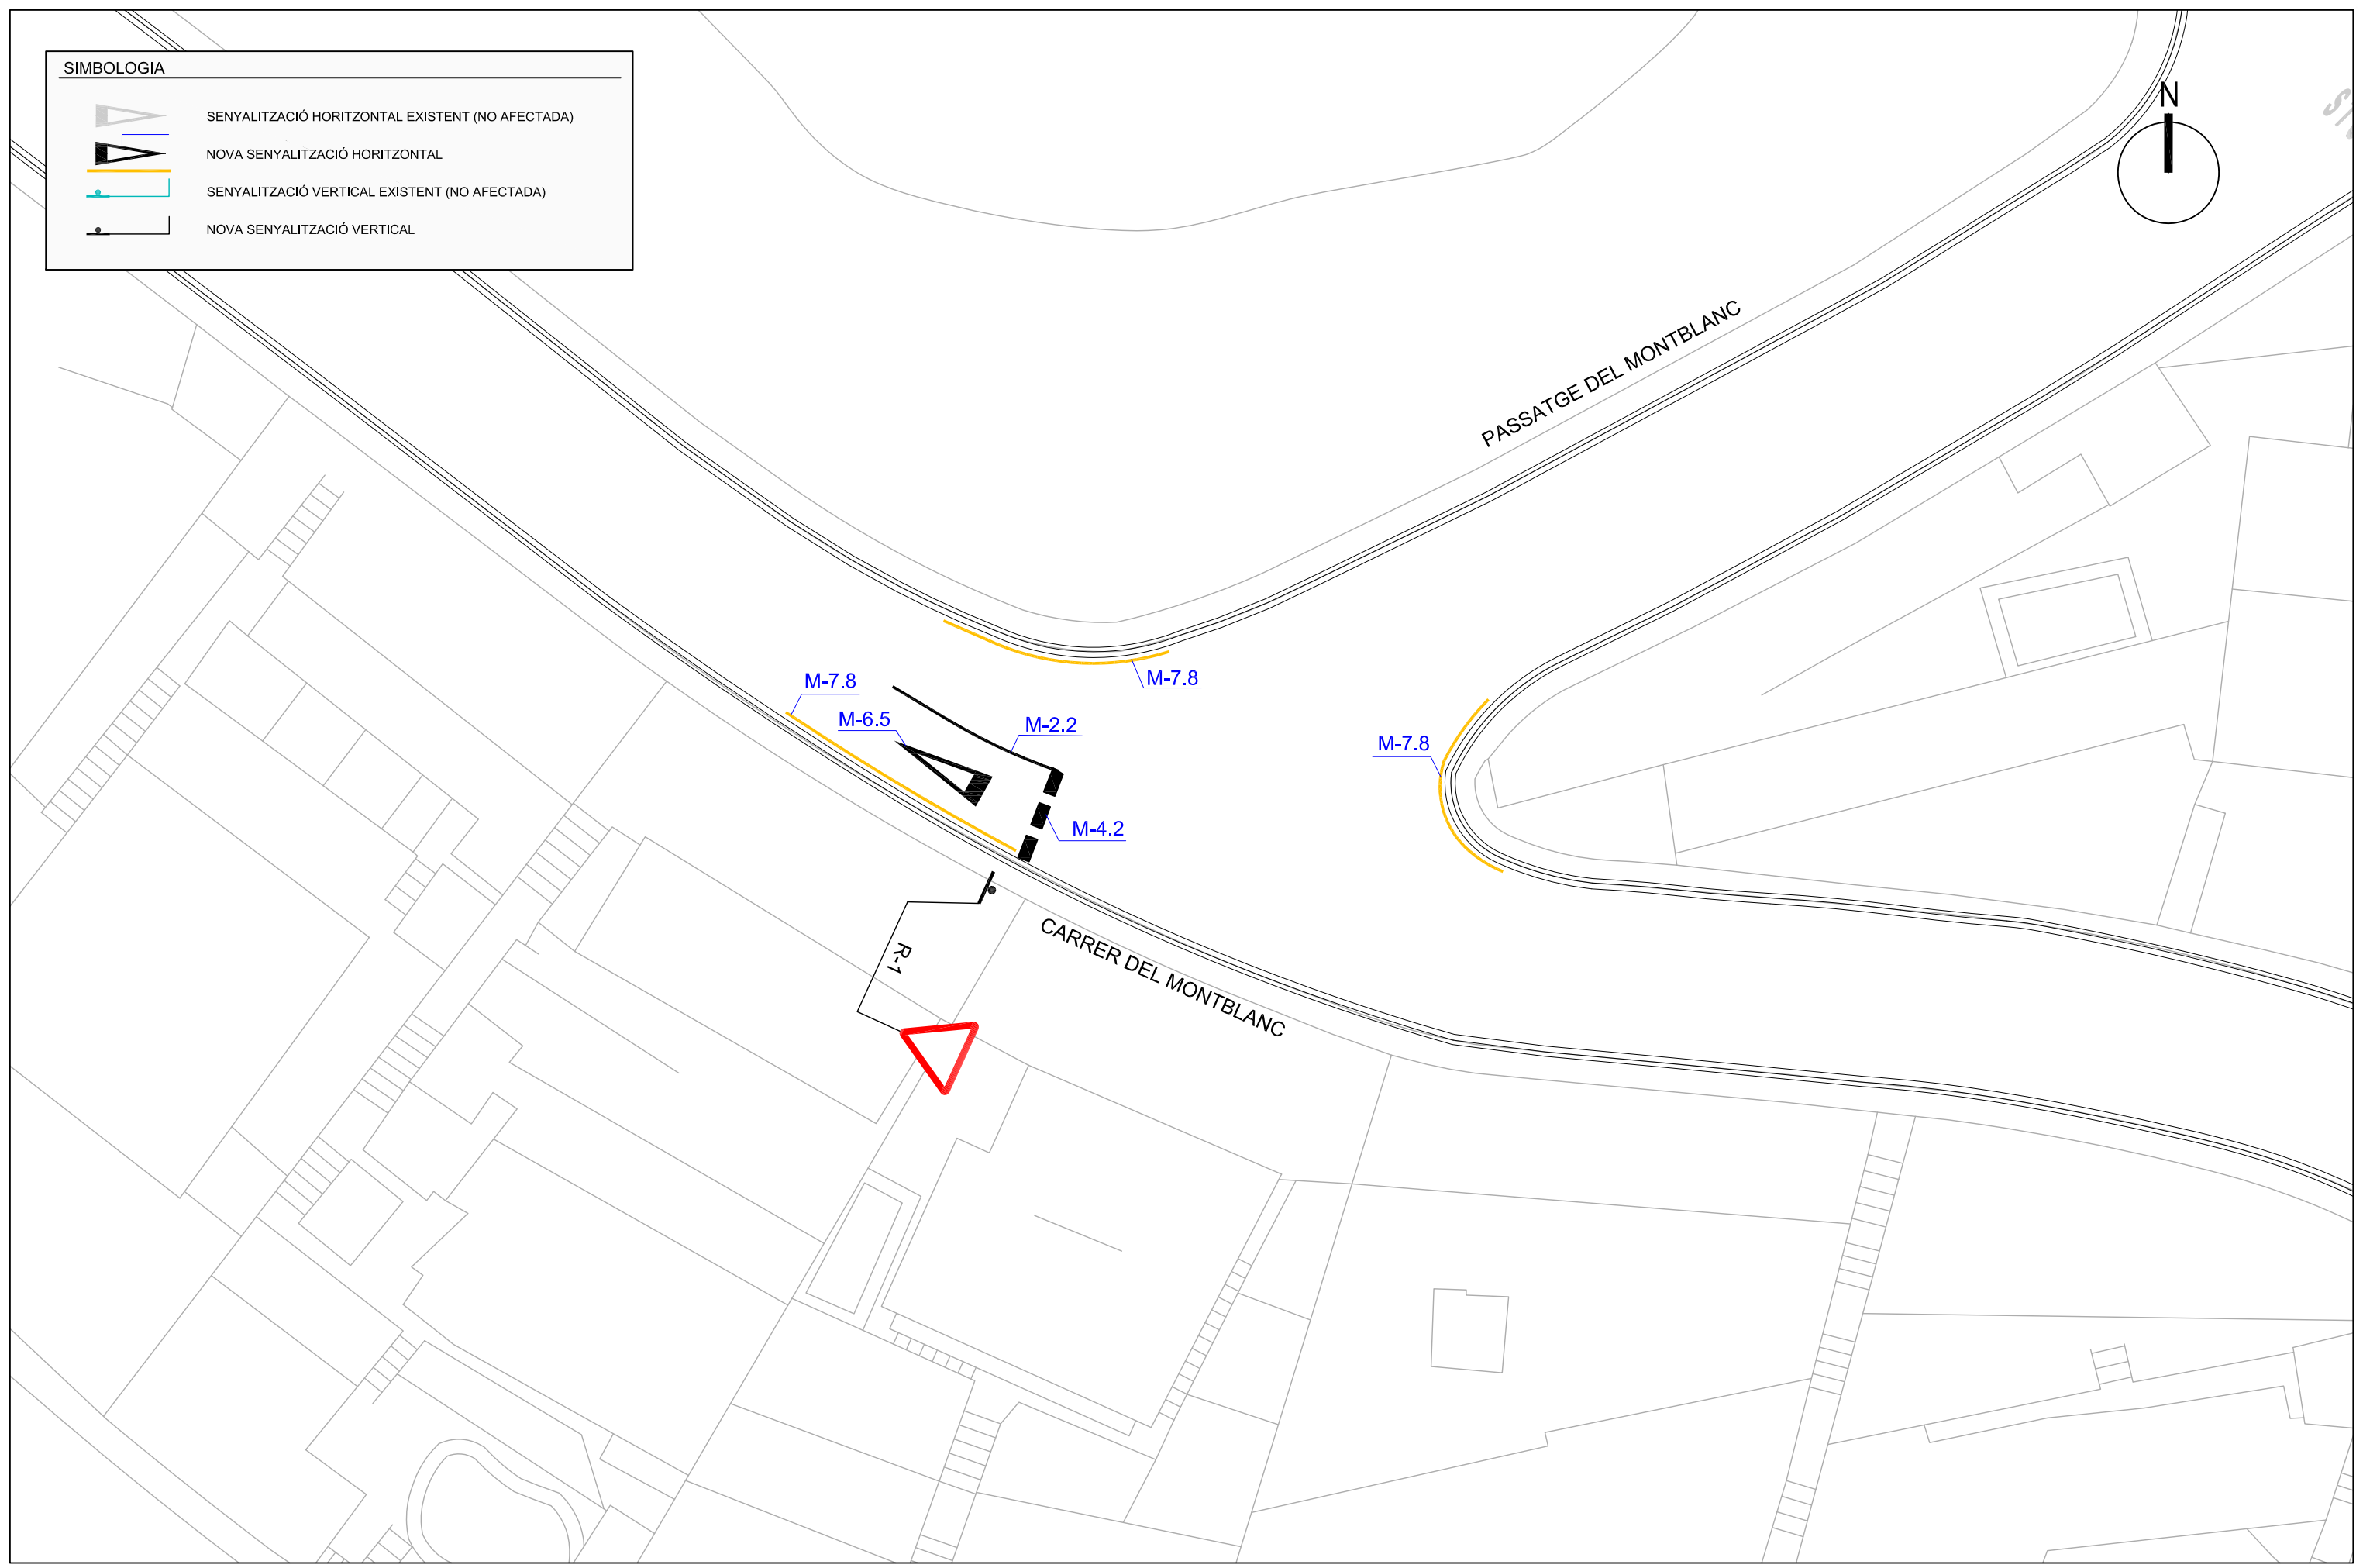 SIMBOLOGIA
SENYALITZACIÓ HORITZONTAL EXISTENT (NO AFECTADA)
NOVA SENYALITZACIÓ HORITZONTAL
SENYALITZACIÓ VERTICAL EXISTENT (NO AFECTADA)
NOVA SENYALITZACIÓ VERTICAL
N
PASSATGE DEL MONTBLANC
M-7.8
M-7.8
M-6.5
M-2.2
M-7.8
M-4.2
R-1
CARRER DEL MONTBLANC